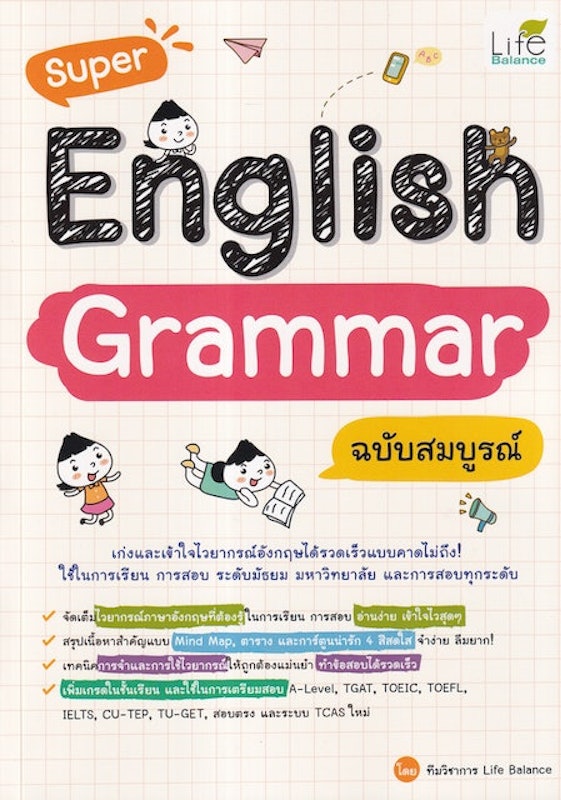 Super
Life
Balance
ABC
English
Grammar
ฉบับสมบูรณ์
เก่งและเข้าใจไวยากรณ์อังกฤษได้รวดเร็วแบบคาดไม่ถึง!
ใช้ในการเรียน การสอบ ระดับมัธยม มหาวิทยาลัย และการสอบทุกระดับ
จัดเต็มไวยากรณ์ภาษาอังกฤษที่ต้องรู้ในการเรียน การสอบ อ่านง่าย เข้าใจไวสุดๆ
สรุปเนื้อหาสำคัญแบบ Mind Map, ตาราง และการ์ตูนน่ารัก 4 สีสดใส จำง่าย ลืมยาก!
เทคนิคการจำและการใช้ไวยากรณ์ให้ถูกต้องแม่นยำ ทำข้อสอบได้รวดเร็ว
เพิ่มเกรดในชั้นเรียน และใช้ในการเตรียมสอบ A-Level, TGAT, TOEIC, TOEFL,
IELTS, CU-TEP, TU-GET, สอบตรง และระบบ TCAS ใหม่
โดย ทีมวิชาการ Life Balance